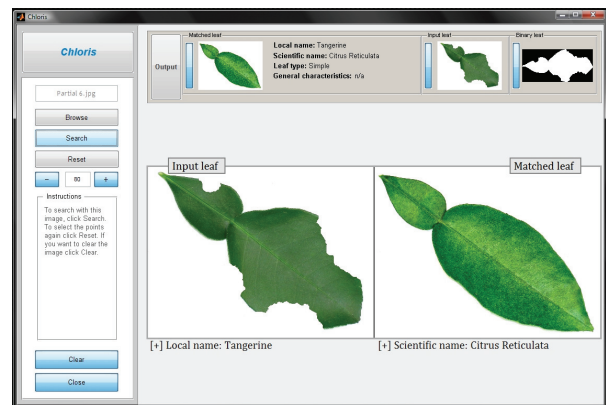 Chloris
Chloris
Partial 6.jpg
Browse
Search
Reset
- 80 +
Instructions
To search with this
image, click Search.
To select the points
again click Reset. If
you want to clear the
image click Clear.
Clear
Close
Output
Matched leaf
Local name: Tangerine
Scientific name: Citrus Reticulata
Leaf type: Simple
General characteristics: n/a
Input leaf
Binary leaf
Input leaf
Matched leaf
[+] Local name: Tangerine
[+] Scientific name: Citrus Reticulata